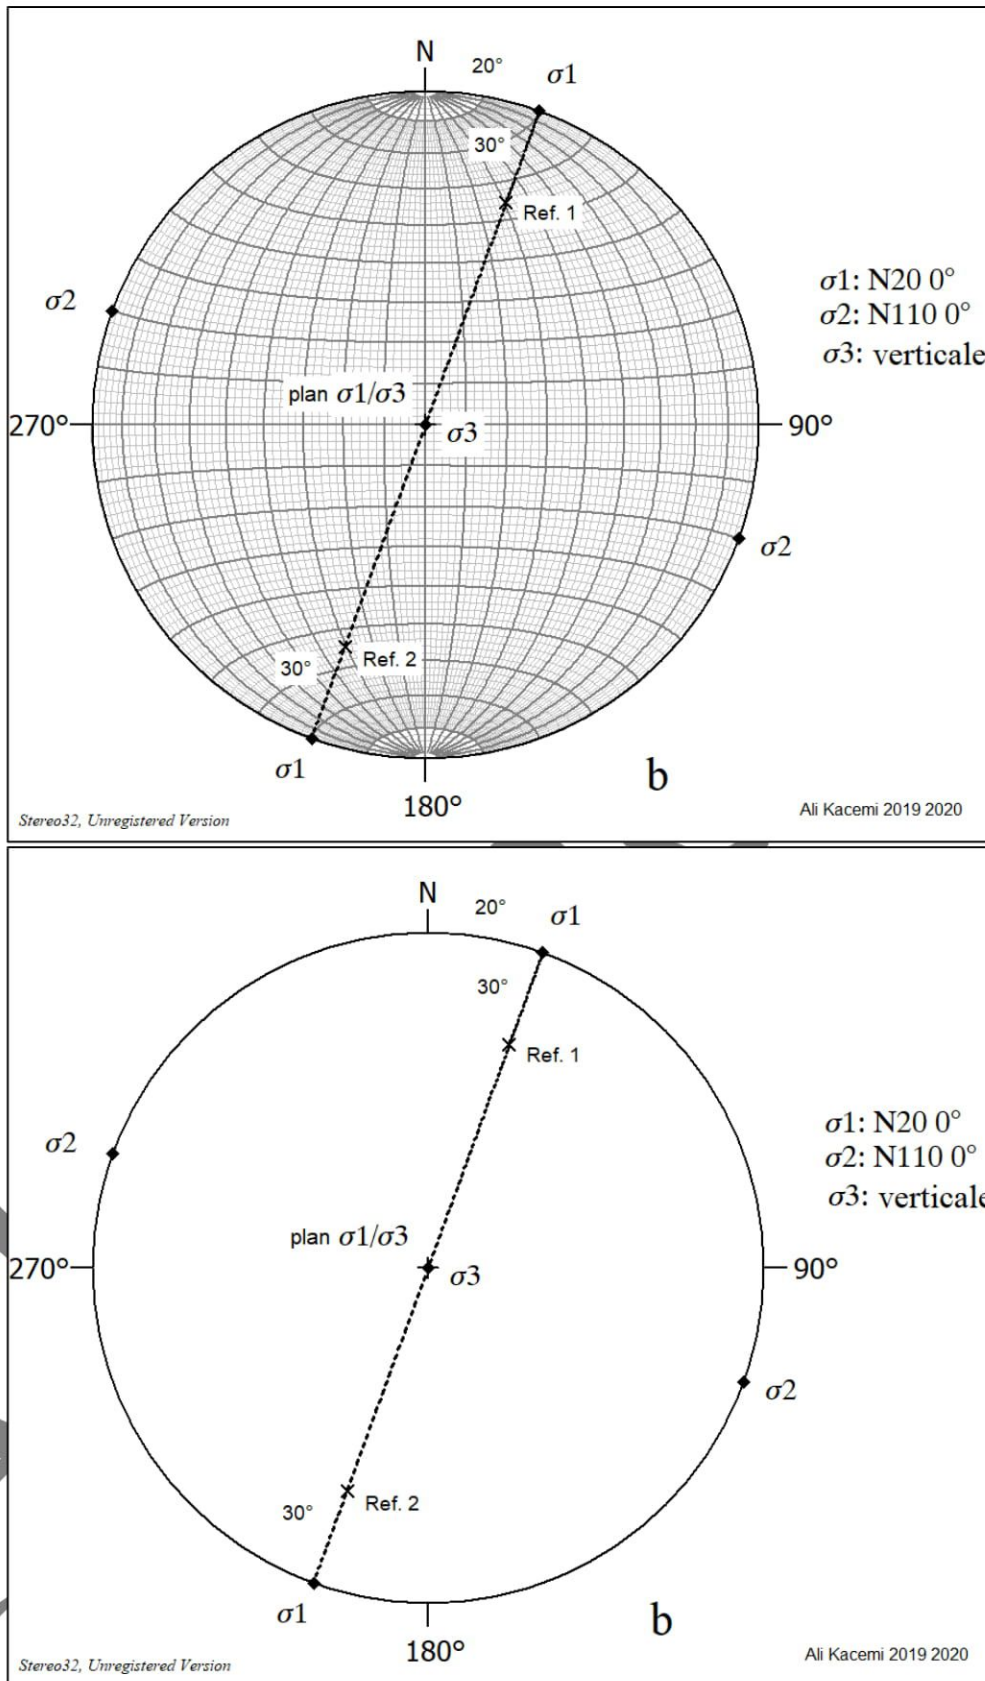 N
20°
σ1
30°
Ref. 1
σ2
σ1: N20 0°
σ2: N110 0°
σ3: verticale
plan σ1/σ3
270°
σ3
90°
σ2
Ref. 2
30°
σ1
b
180°
Ali Kacemi 2019 2020
Stereo32, Unregistered Version
N
20°
σ1
30°
Ref. 1
σ2
σ1: N20 0°
σ2: N110 0°
σ3: verticale
plan σ1/σ3
270°
σ3
90°
σ2
Ref. 2
30°
σ1
b
180°
Ali Kacemi 2019 2020
Stereo32, Unregistered Version